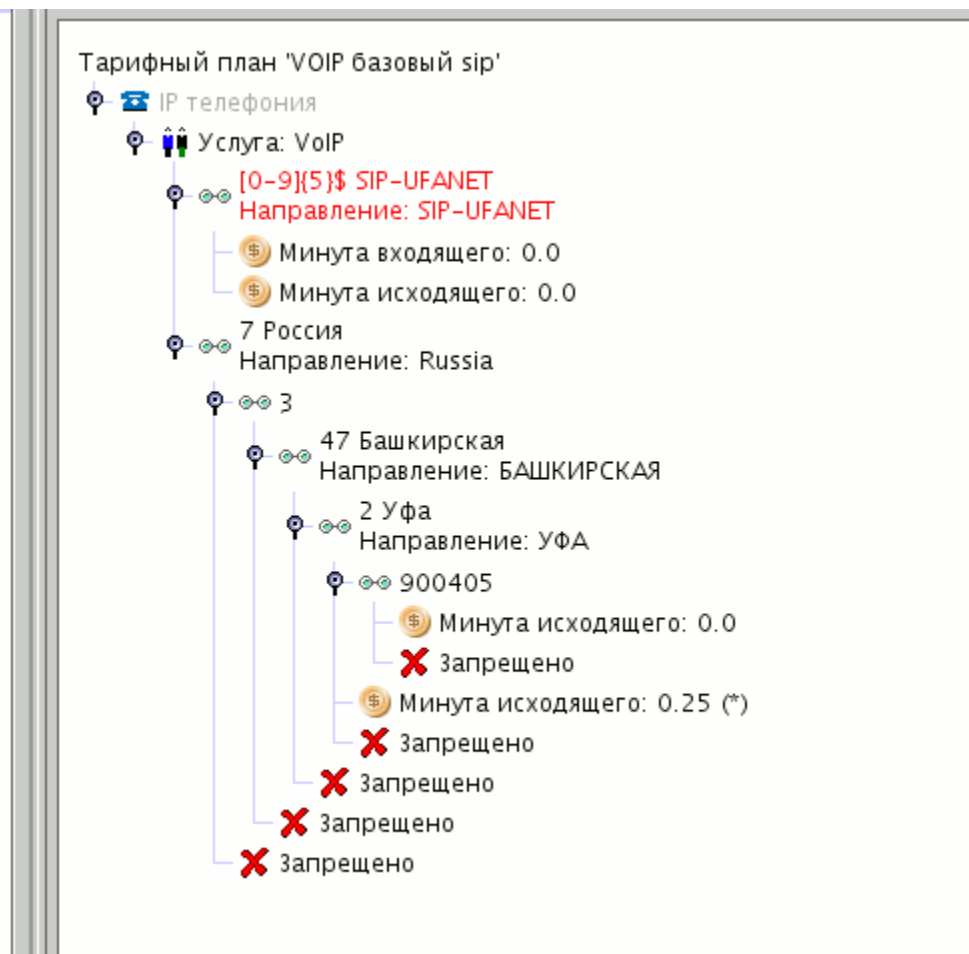 Тарифный план 'VOIP базовый sip'
IP телефония
Услуга: VoIP
[0-9]{5}$ SIP-UFANET
Направление: SIP-UFANET
Минута входящего: 0.0
Минута исходящего: 0.0
7 Россия
Направление: Russia
3
47 Башкирская
Направление: БАШКИРСКАЯ
2 Уфа
Направление: УФА
900405
Минута исходящего: 0.0
Запрещено
Минута исходящего: 0.25 (*)
Запрещено
Запрещено
Запрещено
Запрещено